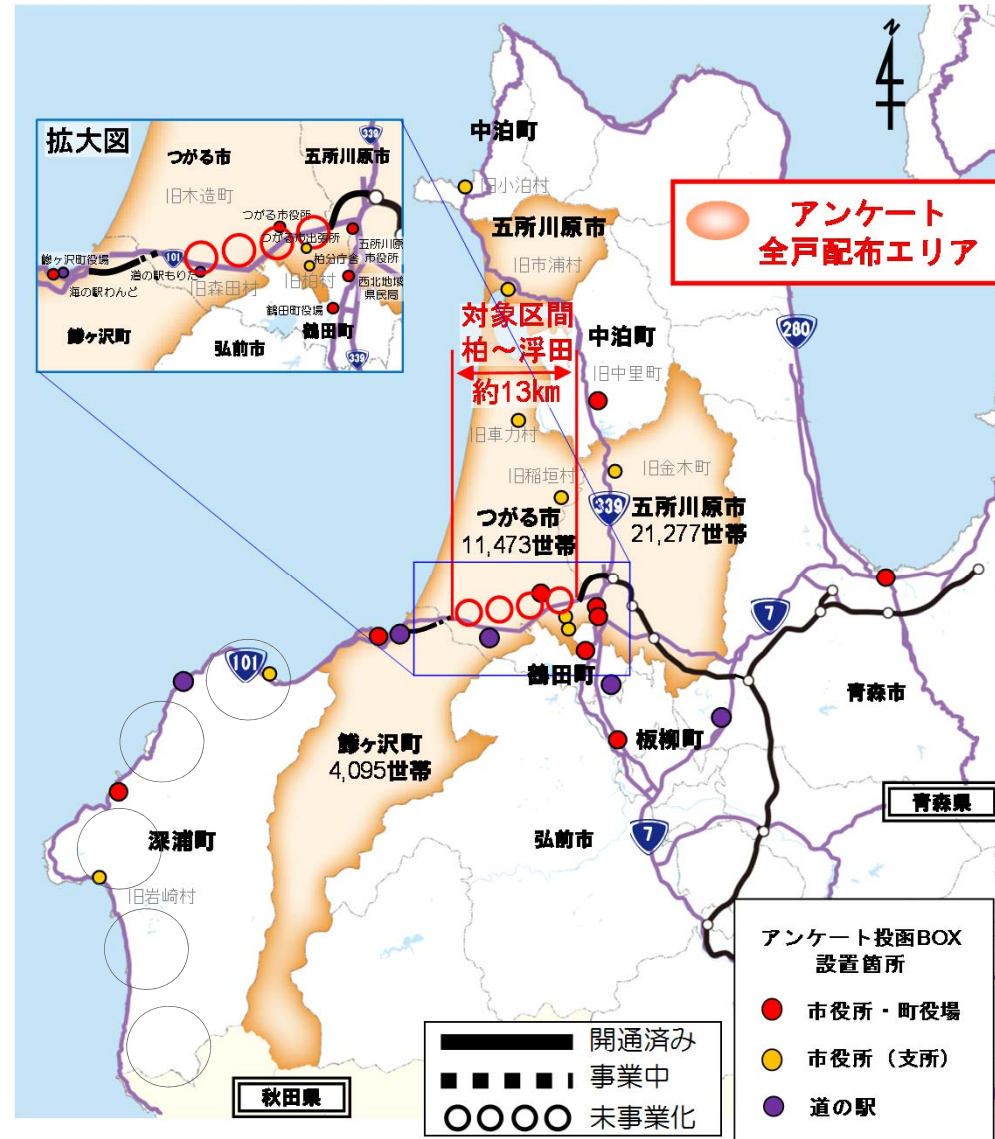 拡大図
つがる市
五所川原市
339
旧木造町
つがる市役所
つがる市出張所
101
鰺ヶ沢町役場
道の駅もりた
柏分庁舎
五所川原
市役所
海の駅わんど
旧森田村
旧柏村
西北地域
県民局
鶴田町役場
鰺ヶ沢町
弘前市
鶴田町
339
N
中泊町
旧小泊村
アンケート
全戸配布エリア
五所川原市
旧市浦村
対象区間
柏～浮田
約13km
中泊町
旧中里町
280
旧車力村
旧稲垣村
旧金木町
339
つがる市
11,473世帯
五所川原市
21,277世帯
7
101
鶴田町
青森市
鰺ヶ沢町
4,095世帯
板柳町
青森県
深浦町
弘前市
7
旧岩崎村
秋田県
開通済み
事業中
未事業化
アンケート投函BOX
設置箇所
市役所・町役場
市役所（支所）
道の駅